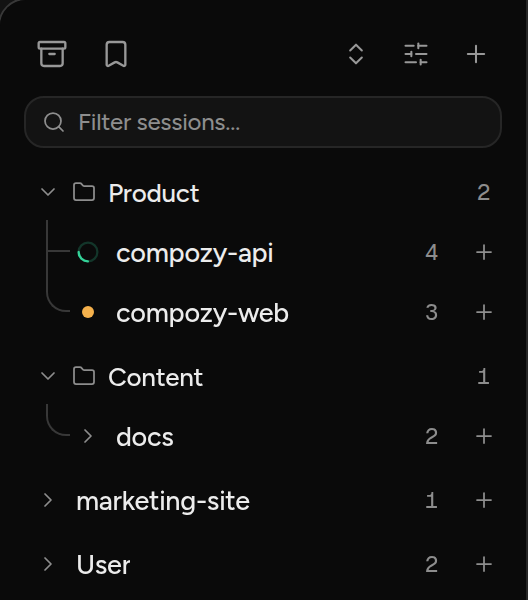 Filter sessions...
Product 2
compozy-api 4
compozy-web 3
Content 1
docs 2
marketing-site 1
User 2